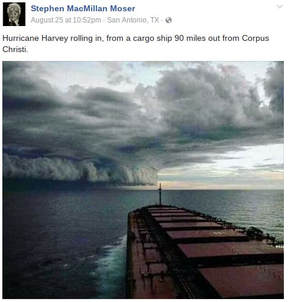 Stephen MacMillan Moser
August 25 at 10:52pm · San Antonio, TX ·
Hurricane Harvey rolling in, from a cargo ship 90 miles out from Corpus
Christi.